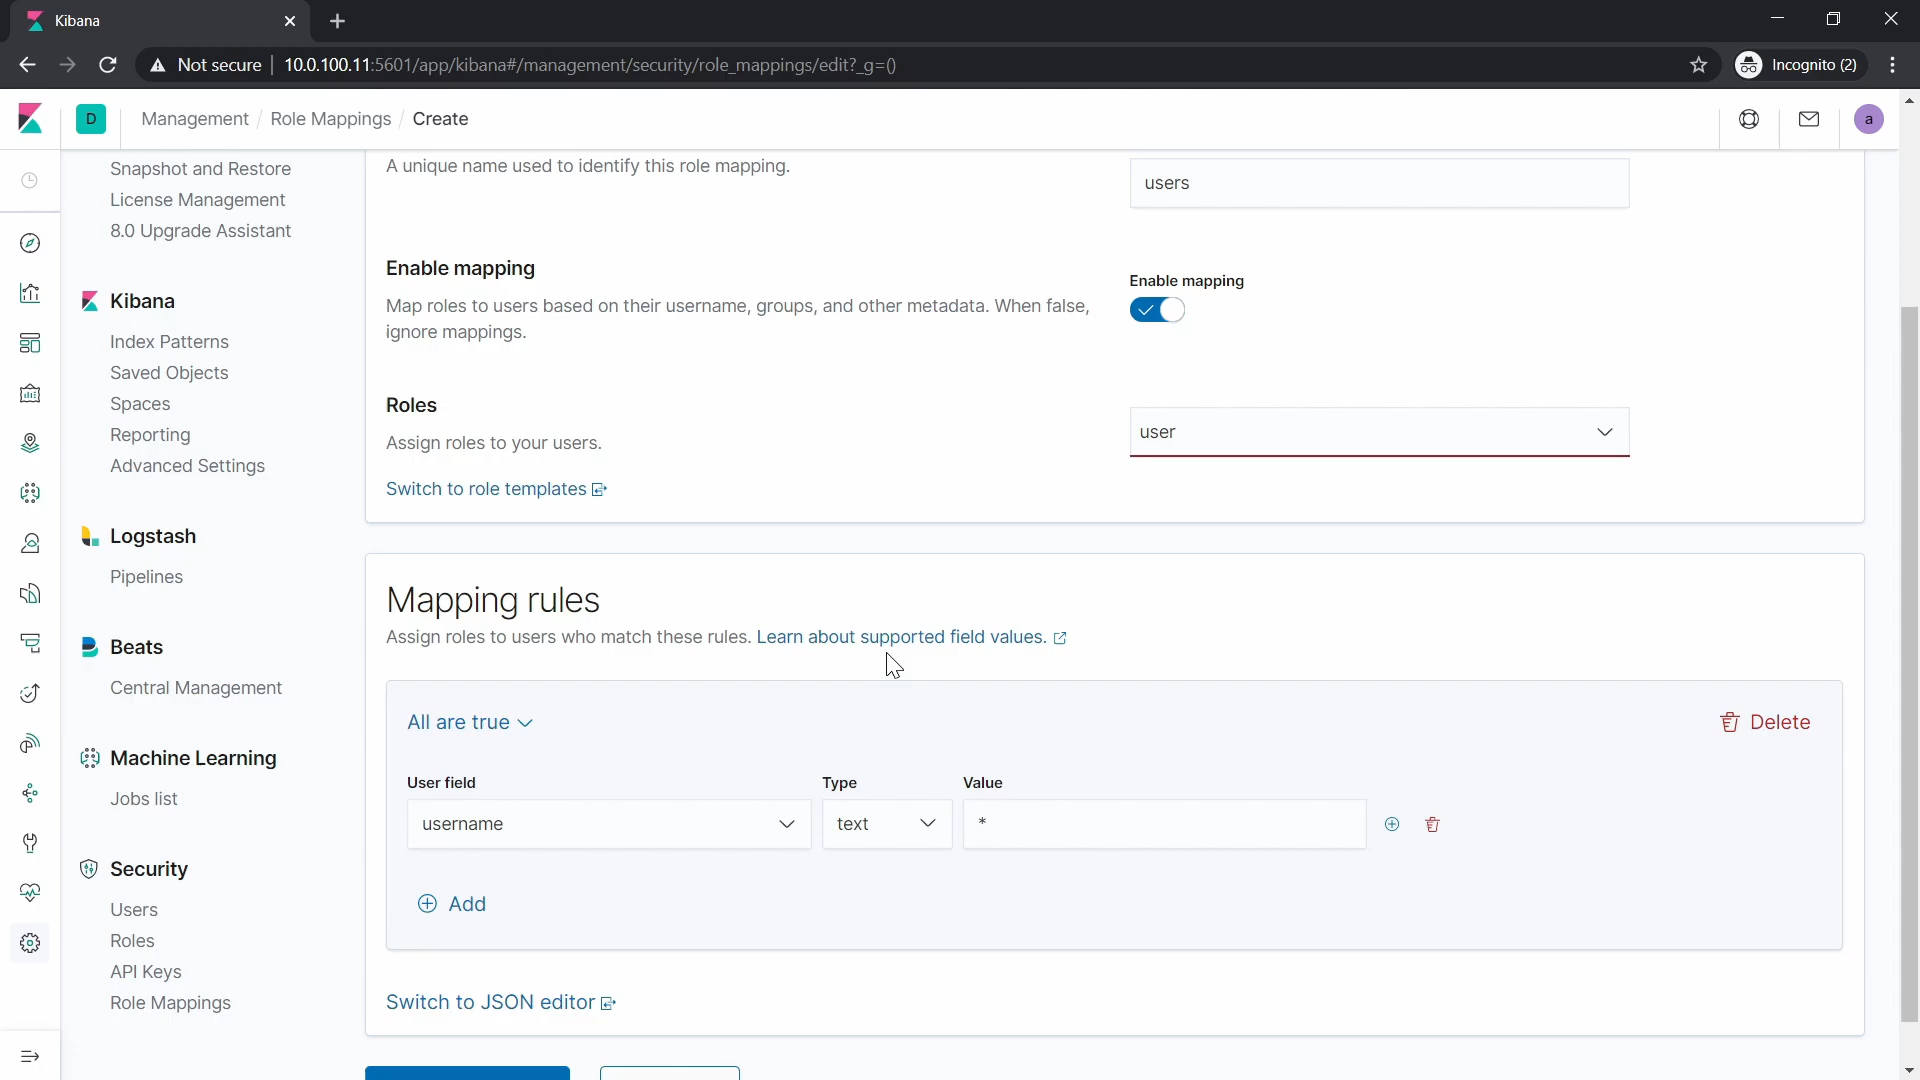 Kibana
Not secure
10.0.100.11:5601/app/kibana#/management/security/role_mappings/edit?_g=()
Incognito (2)
D
Management / Role Mappings / Create
a
Snapshot and Restore
License Management
8.0 Upgrade Assistant
Kibana
Index Patterns
Saved Objects
Spaces
Reporting
Advanced Settings
Logstash
Pipelines
Beats
Central Management
Machine Learning
Jobs list
Security
Users
Roles
API Keys
Role Mappings
A unique name used to identify this role mapping.
users
Enable mapping
Map roles to users based on their username, groups, and other metadata. When false,
ignore mappings.
Enable mapping
Roles
Assign roles to your users.
user
Switch to role templates
Mapping rules
Assign roles to users who match these rules. Learn about supported field values.
All are true
Delete
User field
Type
Value
username
text
*
Add
Switch to JSON editor